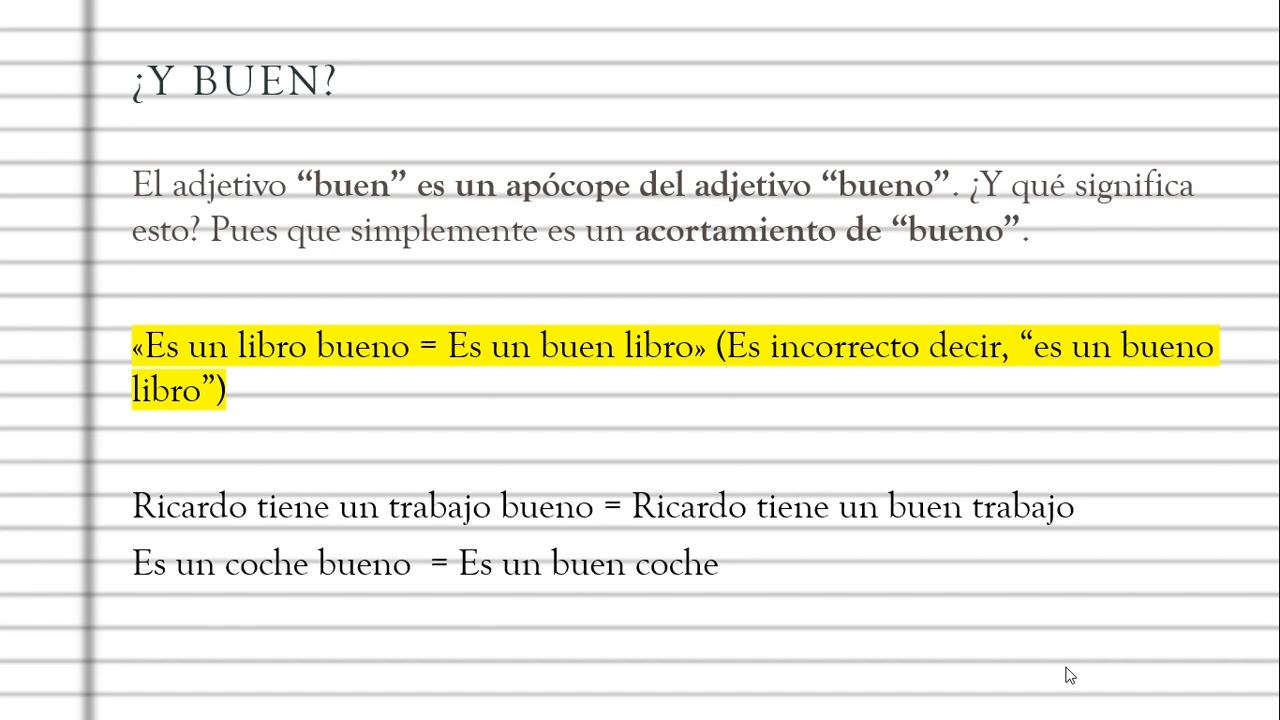 ¿Y BUEN?
El adjetivo “buen” es un apócope del adjetivo “bueno”. ¿Y qué significa
esto? Pues que simplemente es un acortamiento de “bueno”.
«Es un libro bueno = Es un buen libro» (Es incorrecto decir, “es un bueno
libro”)
Ricardo tiene un trabajo bueno = Ricardo tiene un buen trabajo
Es un coche bueno  = Es un buen coche